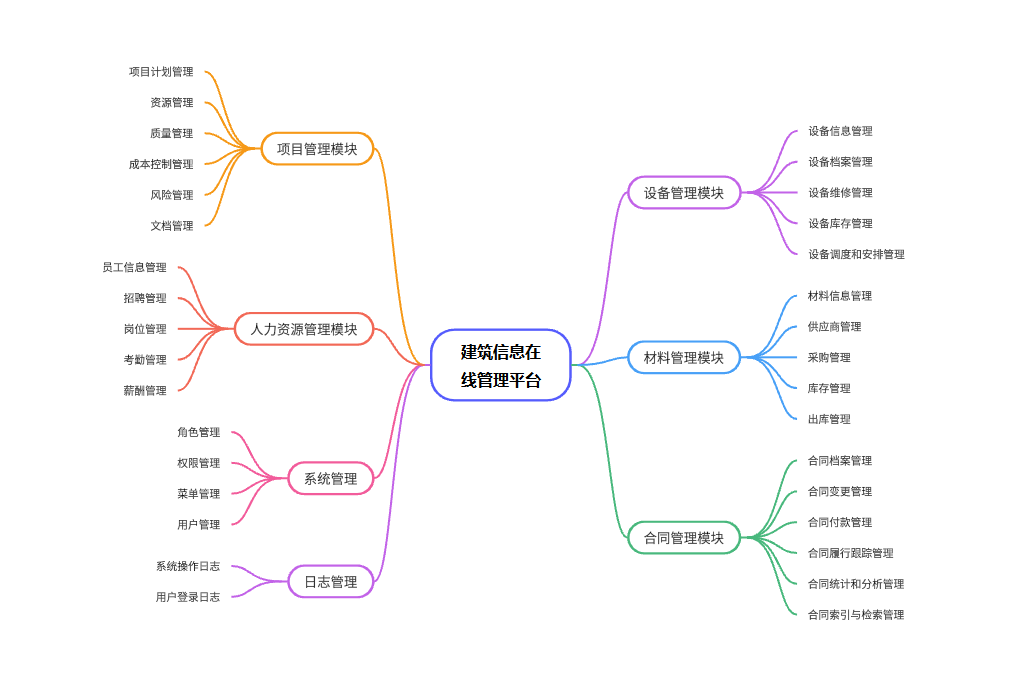 建筑信息在
线管理平台
项目管理模块
项目计划管理
资源管理
质量管理
成本控制管理
风险管理
文档管理
人力资源管理模块
员工信息管理
招聘管理
岗位管理
考勤管理
薪酬管理
系统管理
角色管理
权限管理
菜单管理
用户管理
日志管理
系统操作日志
用户登录日志
设备管理模块
设备信息管理
设备档案管理
设备维修管理
设备库存管理
设备调度和安排管理
材料管理模块
材料信息管理
供应商管理
采购管理
库存管理
出库管理
合同管理模块
合同档案管理
合同变更管理
合同付款管理
合同履行跟踪管理
合同统计和分析管理
合同索引与检索管理